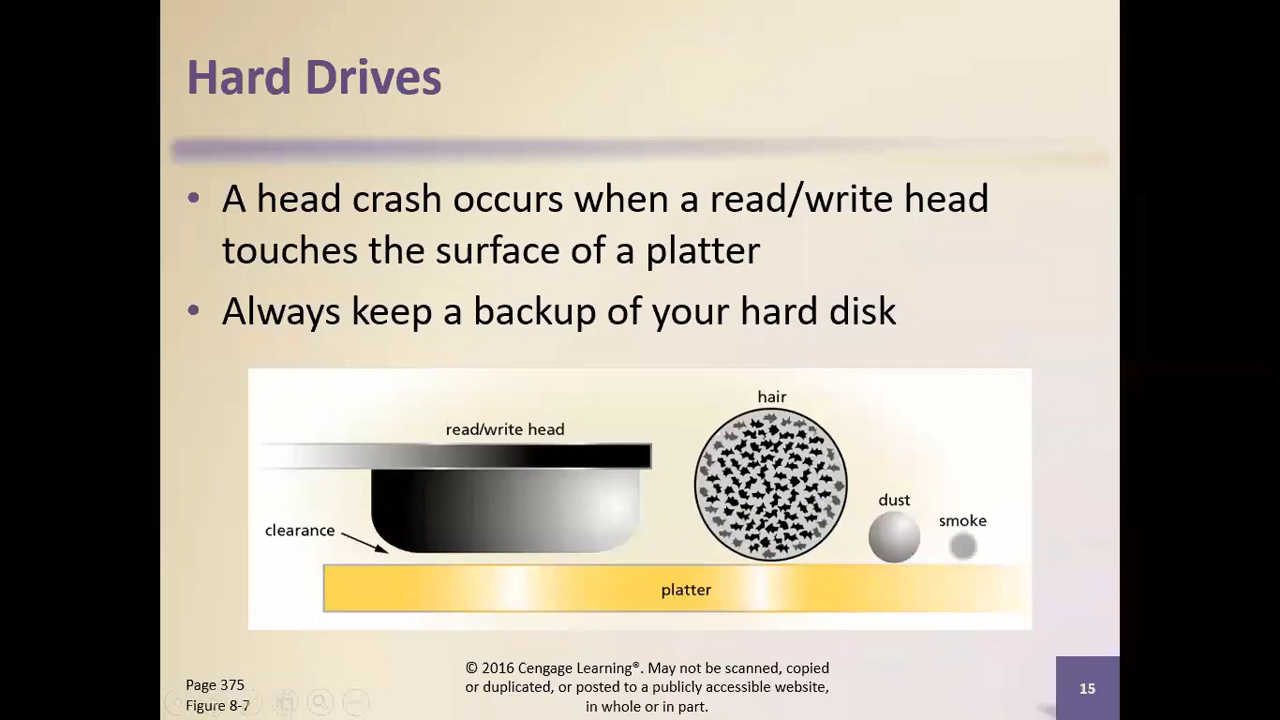 Hard Drives
• A head crash occurs when a read/write head
touches the surface of a platter
• Always keep a backup of your hard disk
hair
read/write head
dust
smoke
clearance
platter
© 2016 Cengage Learning®. May not be scanned, copied
or duplicated, or posted to a publicly accessible website,
in whole or in part.
Page 375
Figure 8-7
15